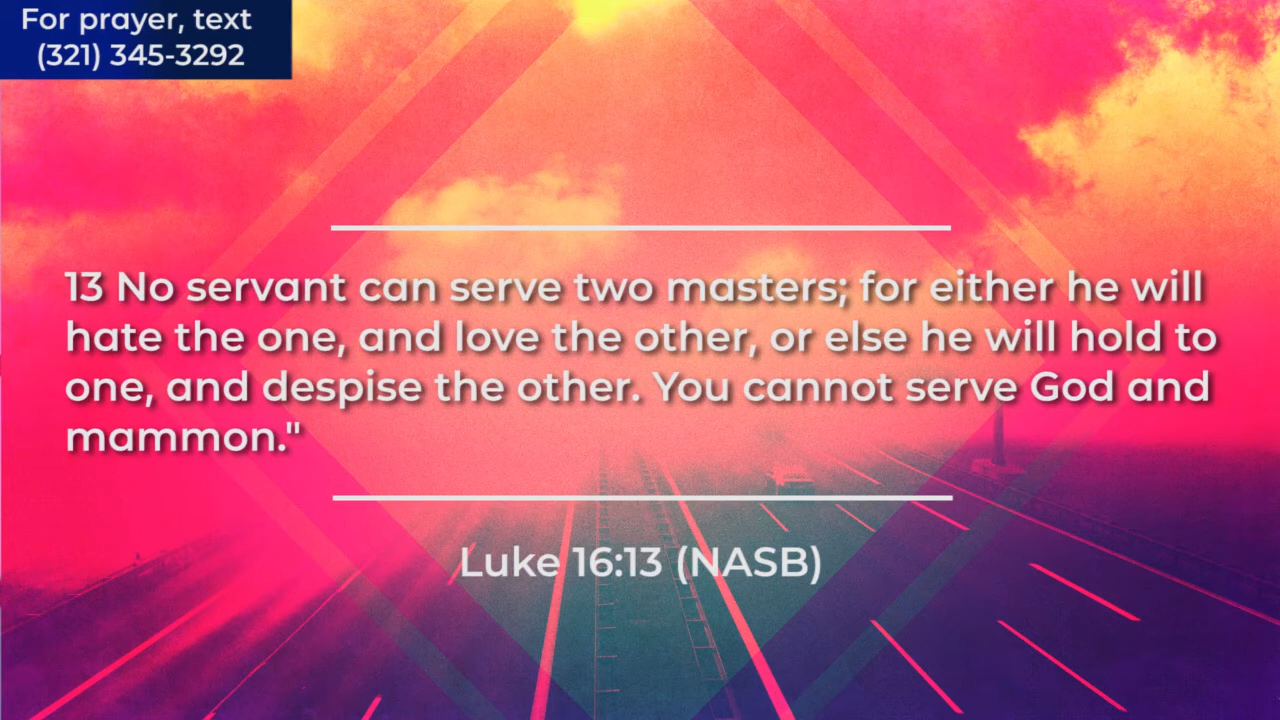 For prayer, text
(321) 345-3292
13 No servant can serve two masters; for either he will
hate the one, and love the other, or else he will hold to
one, and despise the other. You cannot serve God and
mammon."
Luke 16:13 (NASB)